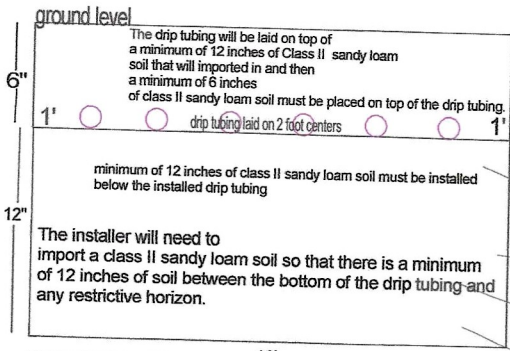 ground level
The drip tubing will be laid on top of
a minimum of 12 inches of Class II sandy loam
soil that will imported in and then
a minimum of 6 inches
of class II sandy loam soil must be placed on top of the drip tubing.
6"
1'
drip tubing laid on 2 foot centers
1'
minimum of 12 inches of class II sandy loam soil must be installed
below the installed drip tubing
12"
The installer will need to
import a class II sandy loam soil so that there is a minimum
of 12 inches of soil between the bottom of the drip tubing and
any restrictive horizon.